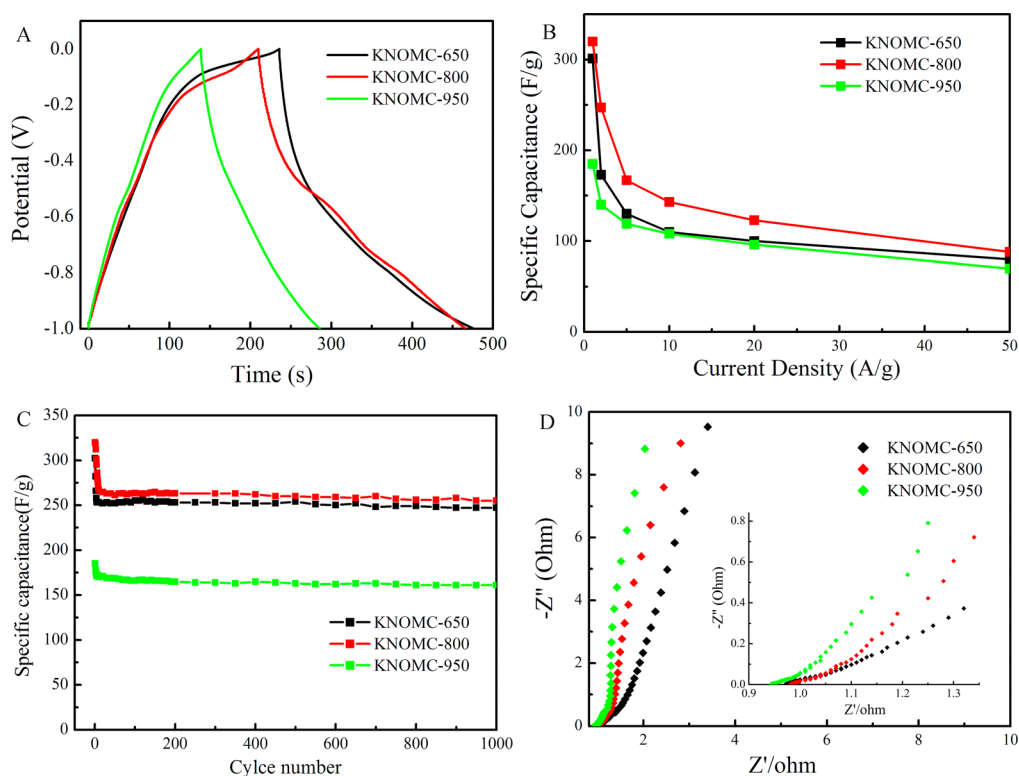 A
KNOMC-650
KNOMC-800
KNOMC-950
0.0
-0.2
-0.4
-0.6
-0.8
-1.0
0 100 200 300 400 500
Potential (V)
Time (s)
B
KNOMC-650
KNOMC-800
KNOMC-950
300
200
100
0
0 10 20 30 40 50
Specific Capacitance (F/g)
Current Density (A/g)
C
350
300
250
200
150
100
50
0
0 200 400 600 800 1000
KNOMC-650
KNOMC-800
KNOMC-950
Specific capacitance(F/g)
Cylce number
D
10
8
6
4
2
0
2 4 6 8 10
KNOMC-650
KNOMC-800
KNOMC-950
-Z'' (Ohm)
Z'/ohm
0.8
0.6
0.4
0.2
0.0
0.9 1.0 1.1 1.2 1.3
-Z'' (Ohm)
Z'/ohm